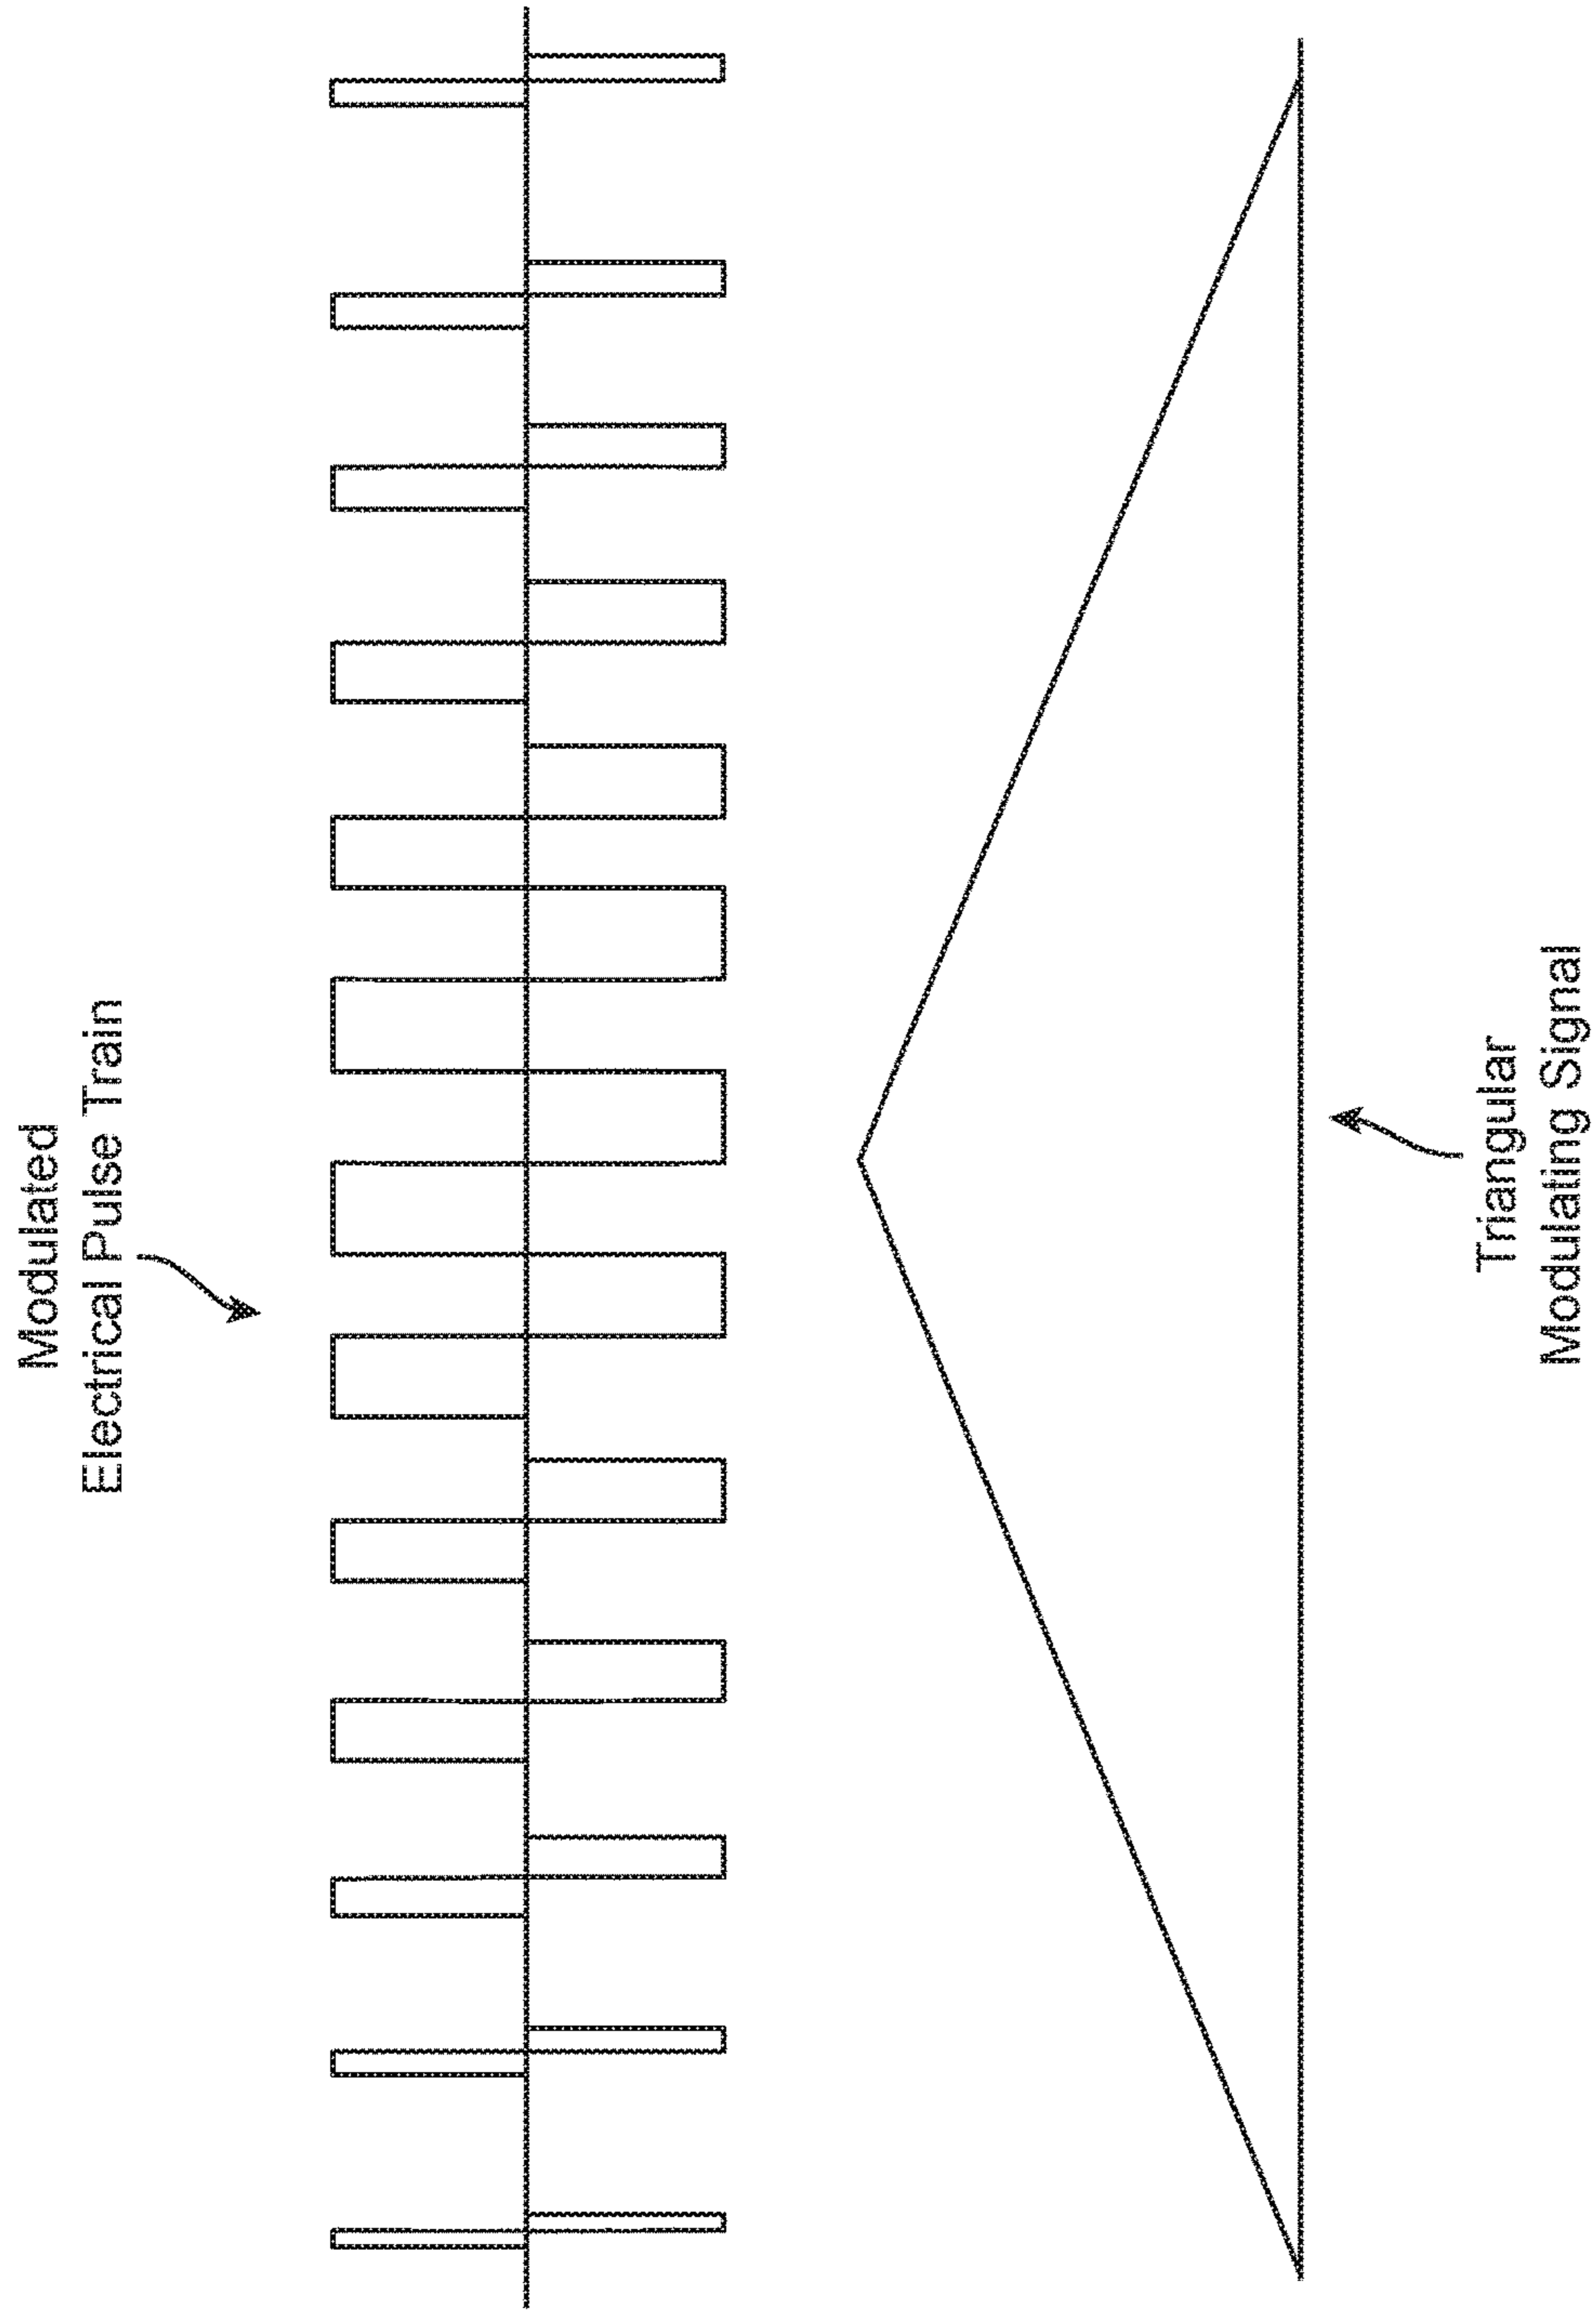 Modulated
Electrical Pulse Train
Triangular
Modulating Signal